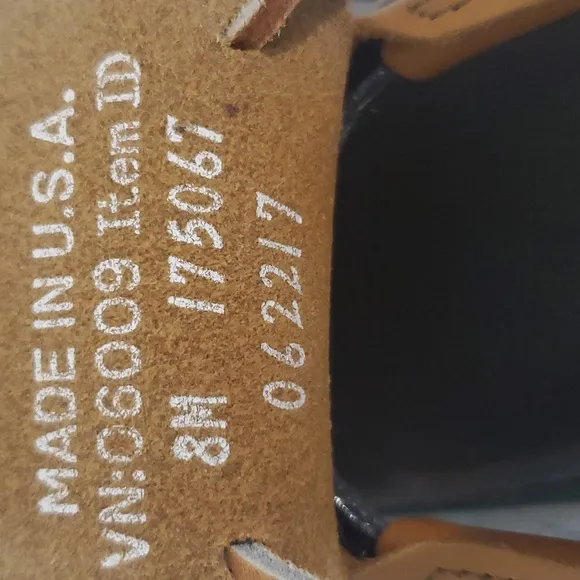 MADE IN U.S.A.
VN:06009 Item ID
8M 175067
062217